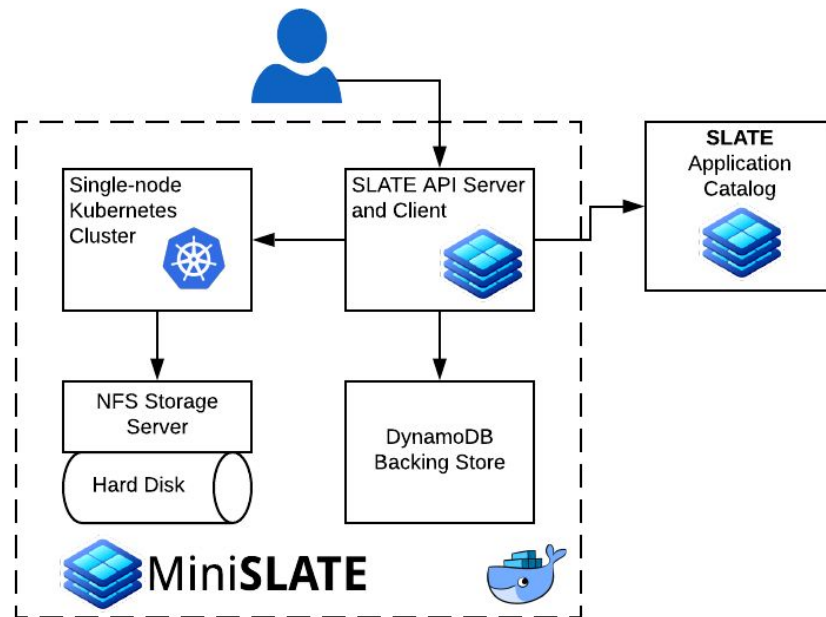 Single-node
Kubernetes
Cluster
SLATE API Server
and Client
SLATE
Application
Catalog
NFS Storage
Server
Hard Disk
DynamoDB
Backing Store
MiniSLATE